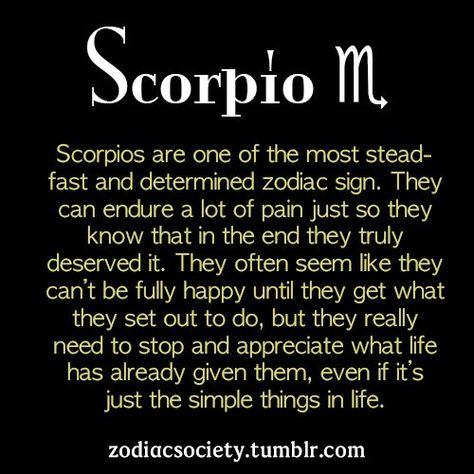 Scorpio ♏
Scorpios are one of the most stead-
fast and determined zodiac sign. They
can endure a lot of pain just so they
know that in the end they truly
deserved it. They often seem like they
can't be fully happy until they get what
they set out to do, but they really
need to stop and appreciate what life
has already given them, even if it's
just the simple things in life.
zodiacsociety.tumblr.com